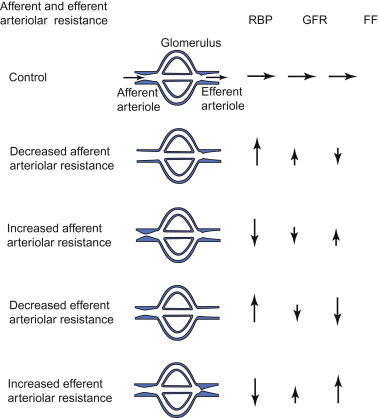 Afferent and efferent
arteriolar resistance
RBP GFR FF
Glomerulus
Control
Afferent
arteriole
Efferent
arteriole
Decreased afferent
arteriolar resistance
Increased afferent
arteriolar resistance
Decreased efferent
arteriolar resistance
Increased efferent
arteriolar resistance